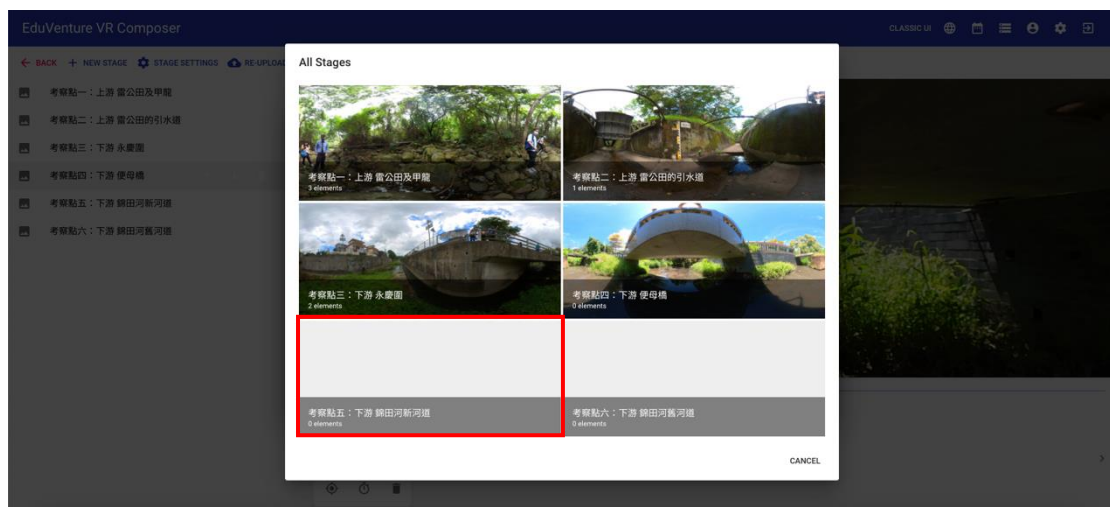 EduVenture VR Composer
CLASSIC UI
BACK
NEW STAGE
STAGE SETTINGS
考察點一：上游 雷公田及甲龍
考察點二：上游 雷公田的引水道
考察點三：下游 永慶圍
考察點四：下游 便母橋
考察點五：下游 錦田河新河道
考察點六：下游 錦田河舊河道
All Stages
考察點一：上游 雷公田及甲龍
3 elements
考察點二：上游 雷公田的引水道
1 elements
考察點三：下游 永慶圍
2 elements
考察點四：下游 便母橋
0 elements
考察點五：下游 錦田河新河道
0 elements
考察點六：下游 錦田河舊河道
0 elements
CANCEL